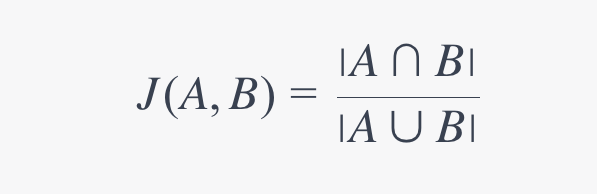 J(A, B) = |A ∩ B| / |A ∪ B|